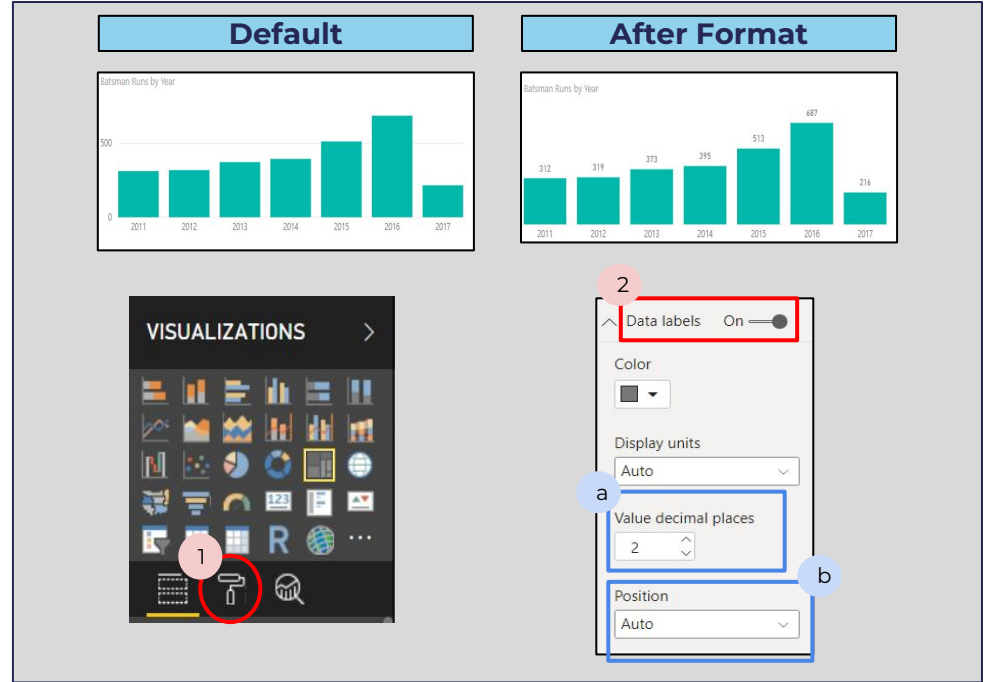 Default
After Format
Batsman Runs by Year
500
0
2011 2012 2013 2014 2015 2016 2017
Batsman Runs by Year
312 319 373 395 513 687 216
2011 2012 2013 2014 2015 2016 2017
VISUALIZATIONS >
123
R
...
1
2
Data labels On
Color
Display units
Auto
a
Value decimal places
2
b
Position
Auto